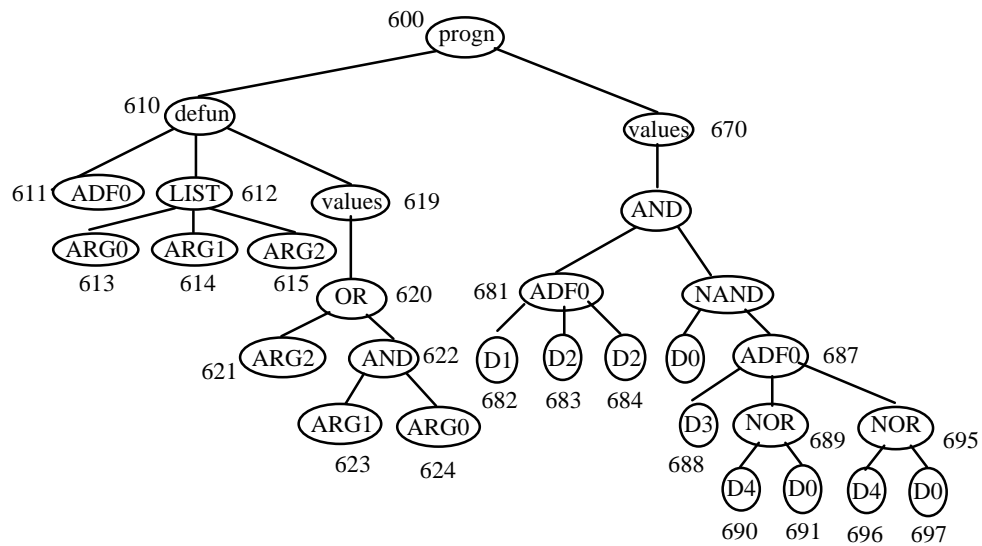 600 progn
610 defun
values 670
611 ADF0 LIST 612 values 619 AND
ARG0 ARG1 ARG2
613 614 615
OR 620 681 ADF0 NAND
621 ARG2 AND 622 D1 D2 D2 D0 ADF0 687
682 683 684
ARG1 ARG0 D3 NOR 689 NOR 695
623 624 688
D4 D0 D4 D0
690 691 696 697